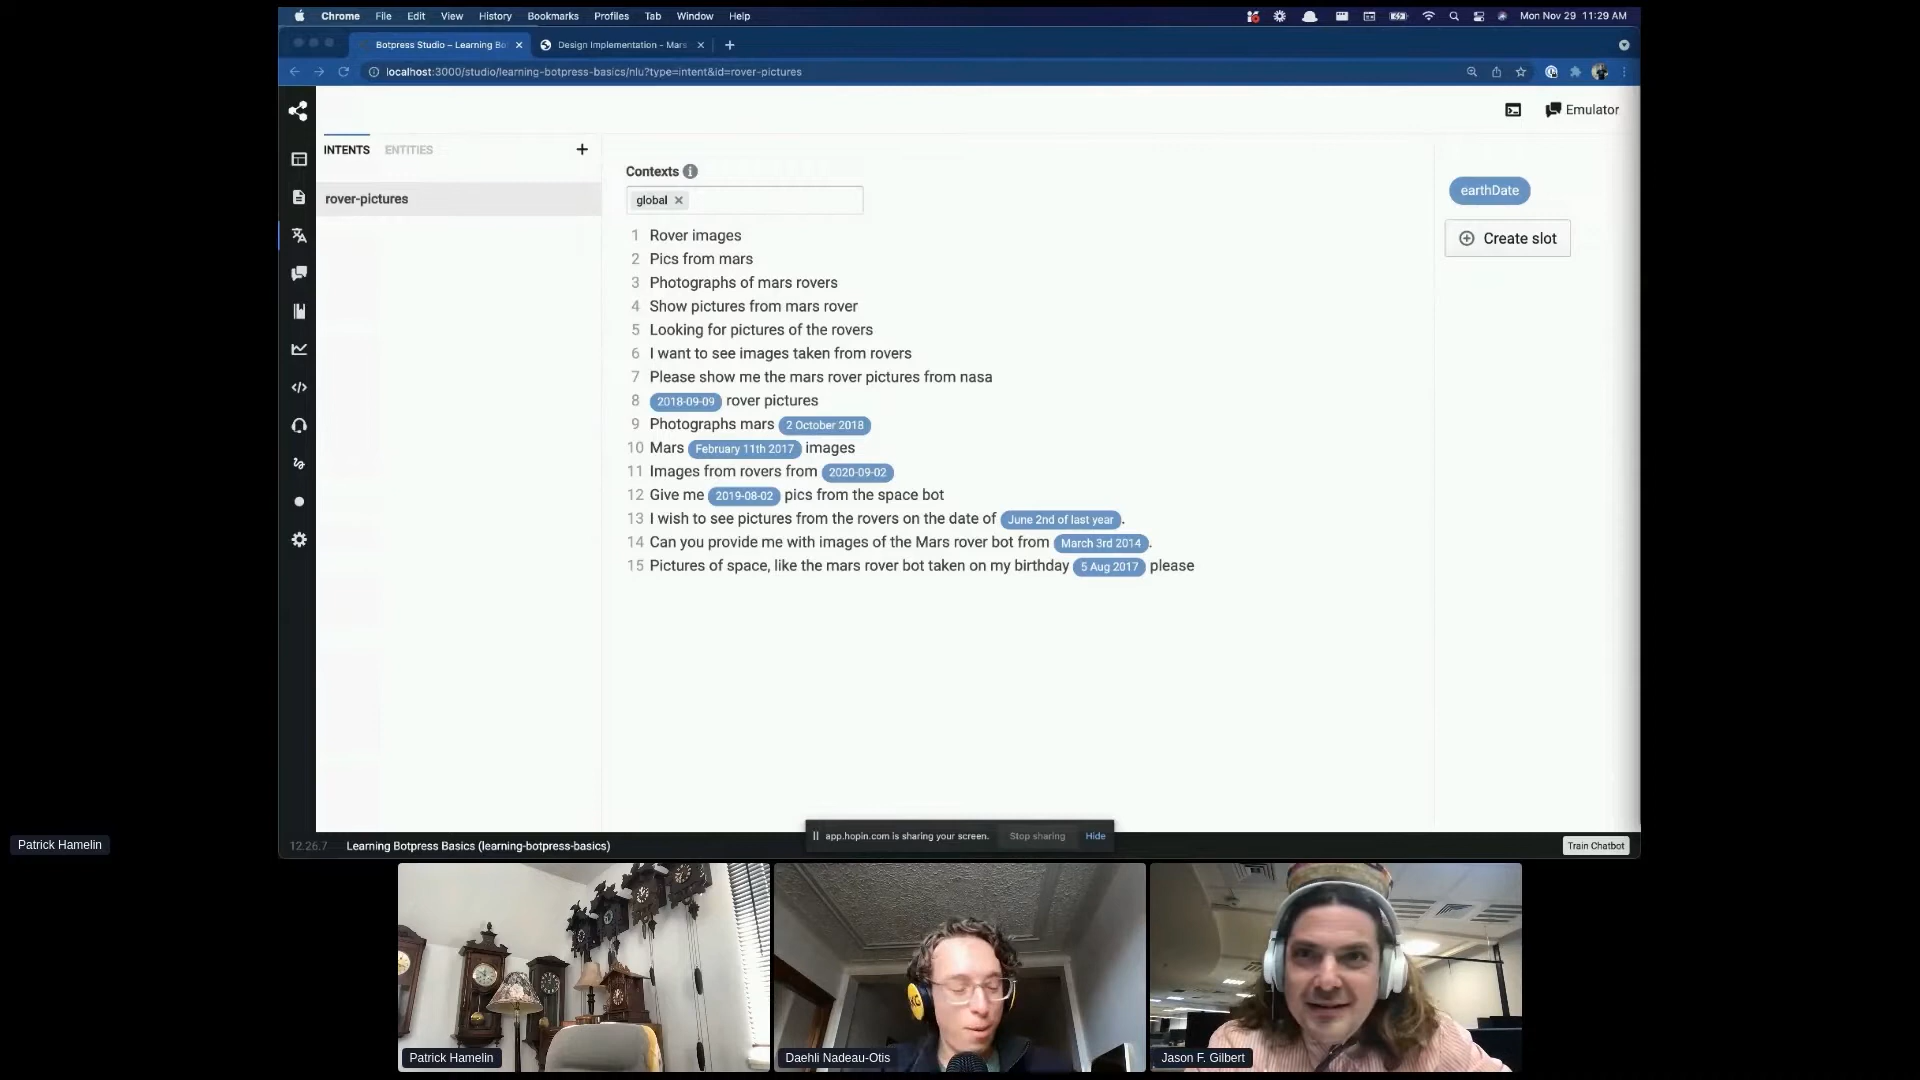 Chrome File Edit View History Bookmarks Profiles Tab Window Help Mon Nov 29 11:29 AM
Botpress Studio – Learning Bo Design Implementation - Mars
localhost:3000/studio/learning-botpress-basics/nlu?type=intent&id=rover-pictures
Emulator
INTENTS ENTITIES
rover-pictures
Contexts
global
1 Rover images
2 Pics from mars
3 Photographs of mars rovers
4 Show pictures from mars rover
5 Looking for pictures of the rovers
6 I want to see images taken from rovers
7 Please show me the mars rover pictures from nasa
8 2018-09-09 rover pictures
9 Photographs mars 2 October 2018
10 Mars February 11th 2017 images
11 Images from rovers from 2020-09-02
12 Give me 2019-08-02 pics from the space bot
13 I wish to see pictures from the rovers on the date of June 2nd of last year.
14 Can you provide me with images of the Mars rover bot from March 3rd 2014.
15 Pictures of space, like the mars rover bot taken on my birthday 5 Aug 2017 please
earthDate
Create slot
app.hopin.com is sharing your screen. Stop sharing Hide
12.26.7 Learning Botpress Basics (learning-botpress-basics) Train Chatbot
Patrick Hamelin
Patrick Hamelin
Daehli Nadeau-Otis
Jason F. Gilbert